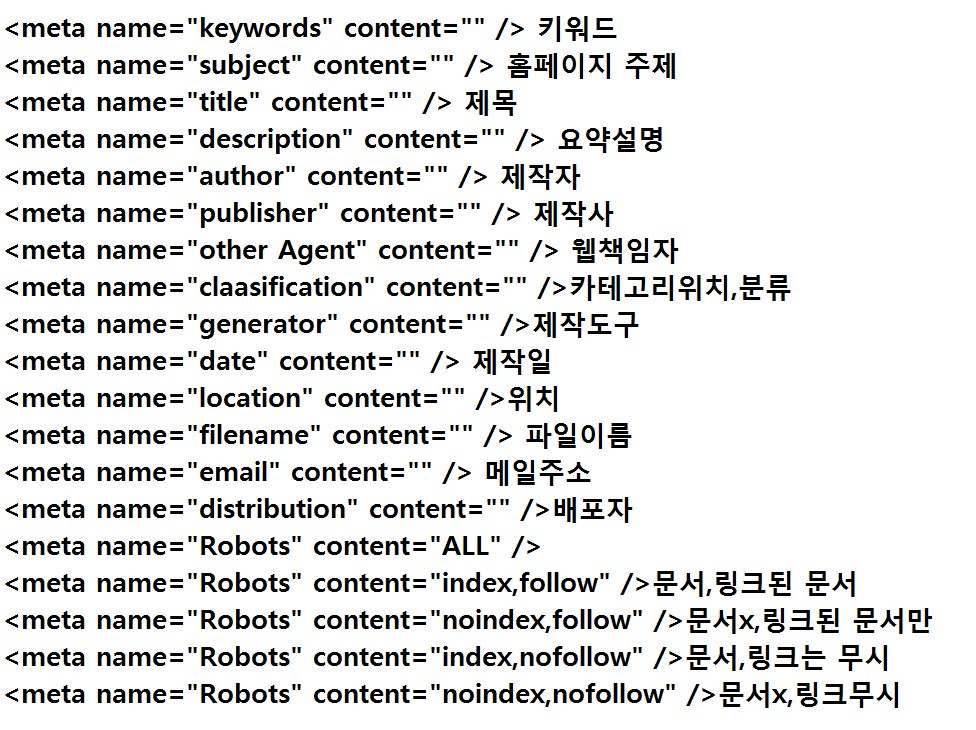 <meta name="keywords" content="" /> 키워드
<meta name="subject" content="" /> 홈페이지 주제
<meta name="title" content="" /> 제목
<meta name="description" content="" /> 요약설명
<meta name="author" content="" /> 제작자
<meta name="publisher" content="" /> 제작사
<meta name="other Agent" content="" /> 웹책임자
<meta name="claasification" content="" />카테고리위치,분류
<meta name="generator" content="" />제작도구
<meta name="date" content="" /> 제작일
<meta name="location" content="" />위치
<meta name="filename" content="" /> 파일이름
<meta name="email" content="" /> 메일주소
<meta name="distribution" content="" />배포자
<meta name="Robots" content="ALL" />
<meta name="Robots" content="index,follow" />문서,링크된 문서
<meta name="Robots" content="noindex,follow" />문서x,링크된 문서만
<meta name="Robots" content="index,nofollow" />문서,링크는 무시
<meta name="Robots" content="noindex,nofollow" />문서x,링크무시